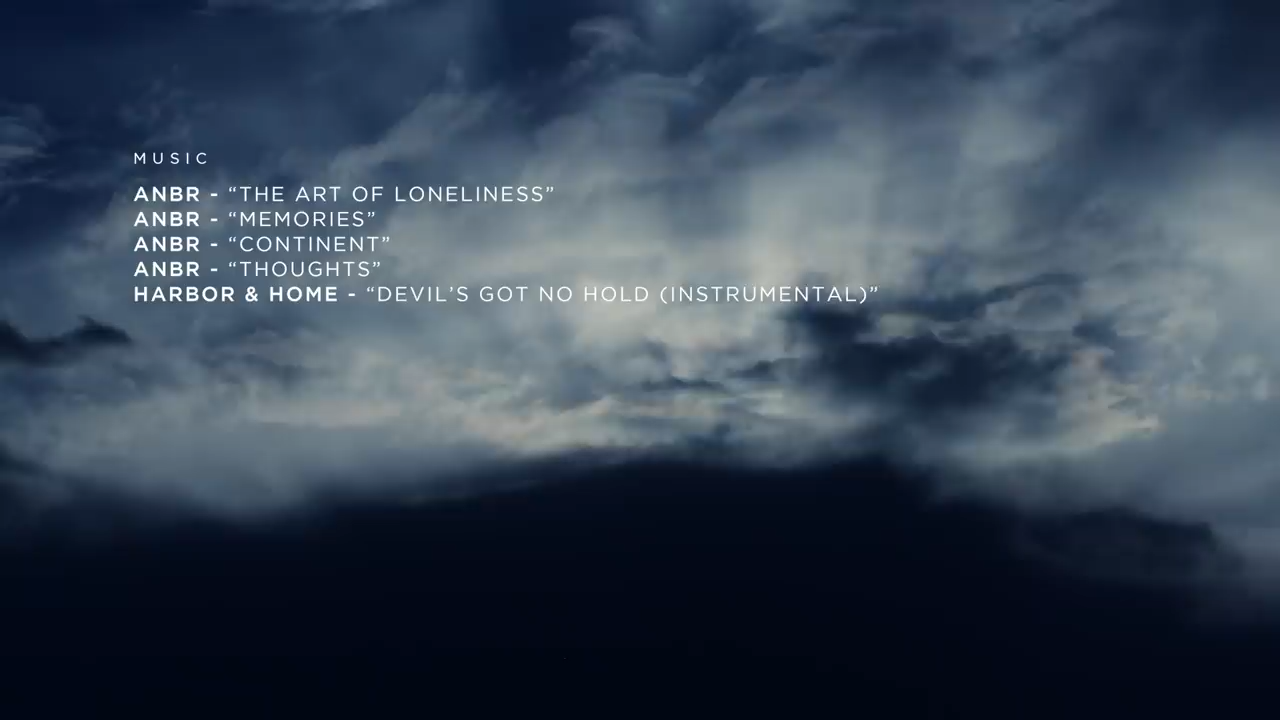 MUSIC
ANBR - “THE ART OF LONELINESS”
ANBR - “MEMORIES”
ANBR - “CONTINENT”
ANBR - “THOUGHTS”
HARBOR & HOME - “DEVIL’S GOT NO HOLD (INSTRUMENTAL)”